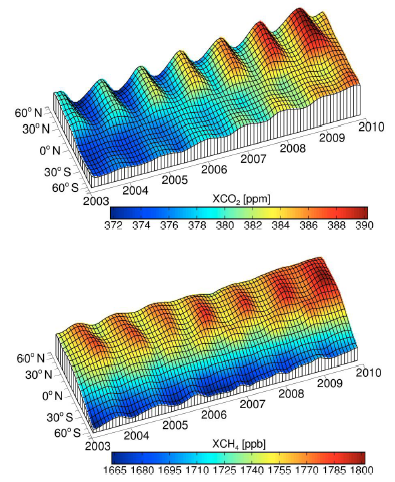 60° N
30° N
0° N
30° S
60° S
2003
2004
2005
2006
2007
2008
2009
2010
XCO₂ [ppm]
372 374 376 378 380 382 384 386 388 390
60° N
30° N
0° N
30° S
60° S
2003
2004
2005
2006
2007
2008
2009
2010
XCH₄ [ppb]
1665 1680 1695 1710 1725 1740 1755 1770 1785 1800